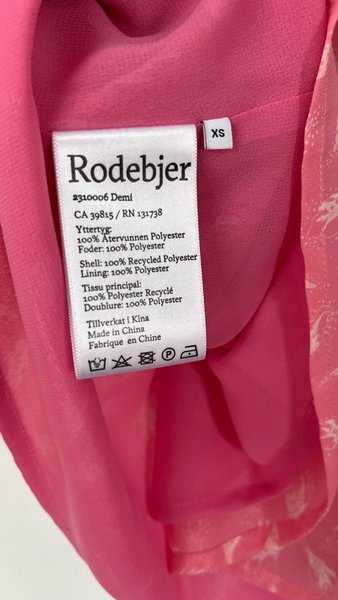 XS
Rodebjer
2310006 Demi
CA 39815 / RN 131738
Yttertyg:
100% Återvunnen Polyester
Foder: 100% Polyester
Shell: 100% Recycled Polyester
Lining: 100% Polyester
Tissu principal:
100% Polyester Recyclé
Doublure: 100% Polyester
Tillverkat i Kina
Made in China
Fabrique en Chine
P